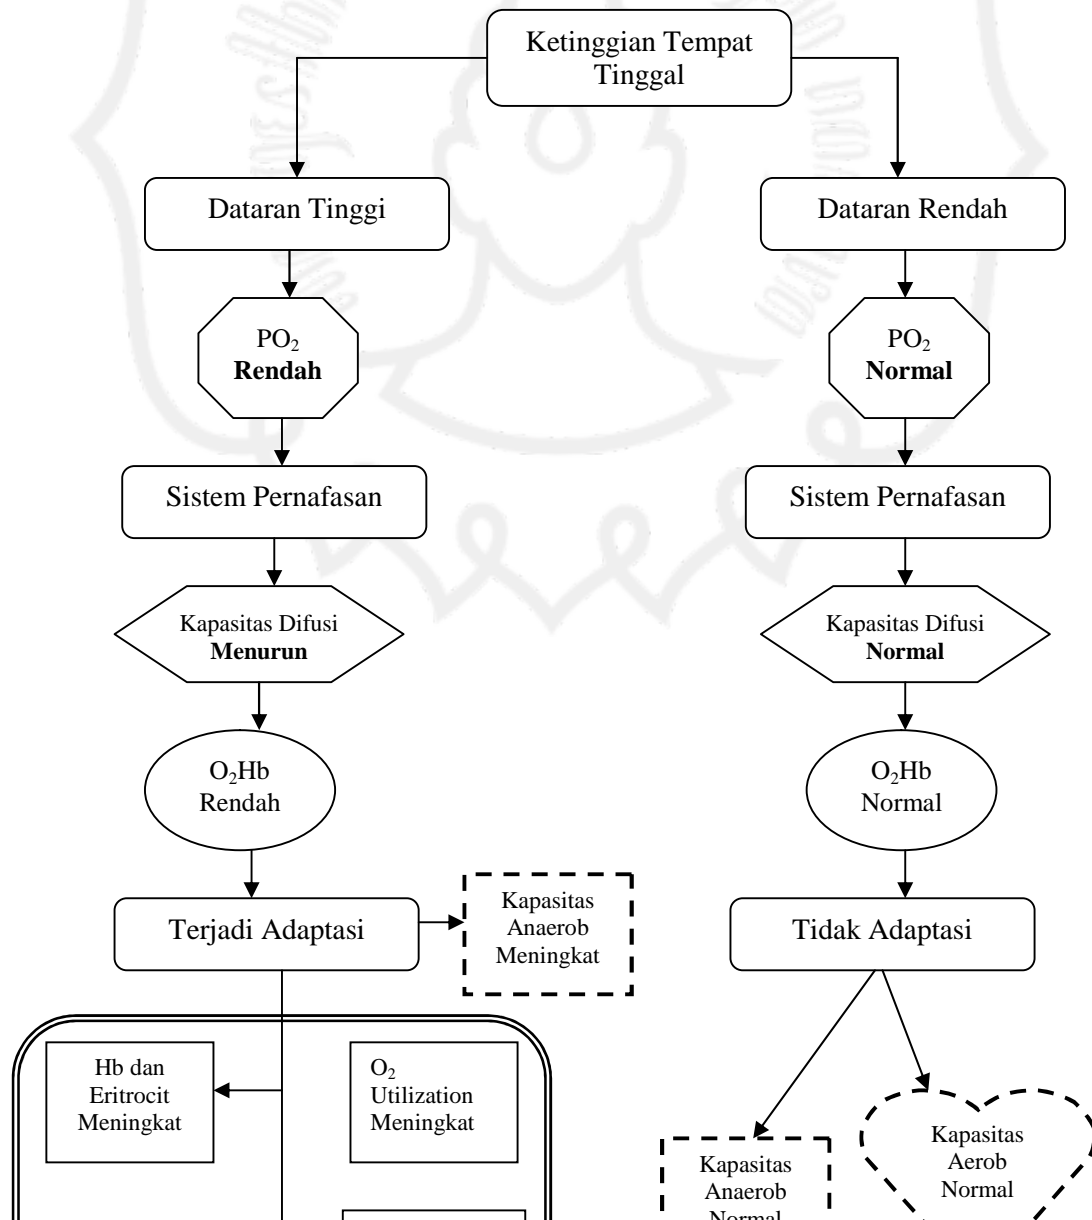 Ketinggian Tempat
Tinggal
Dataran Tinggi
Dataran Rendah
PO₂
Rendah
PO₂
Normal
Sistem Pernafasan
Sistem Pernafasan
Kapasitas Difusi
Menurun
Kapasitas Difusi
Normal
O₂Hb
Rendah
O₂Hb
Normal
Terjadi Adaptasi
Kapasitas
Anaerob
Meningkat
Tidak Adaptasi
Hb dan
Eritrocit
Meningkat
O₂
Utilization
Meningkat
Kapasitas
Anaerob
Normal
Kapasitas
Aerob
Normal